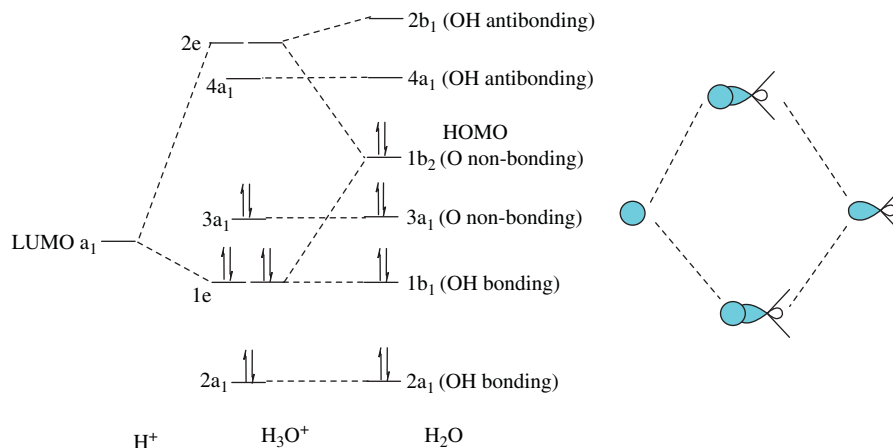 2b₁ (OH antibonding)
2e
4a₁ 4a₁ (OH antibonding)
HOMO
1b₂ (O non-bonding)
3a₁ 3a₁ (O non-bonding)
LUMO a₁
1b₁ (OH bonding)
1e
2a₁ 2a₁ (OH bonding)
H⁺ H₃O⁺ H₂O